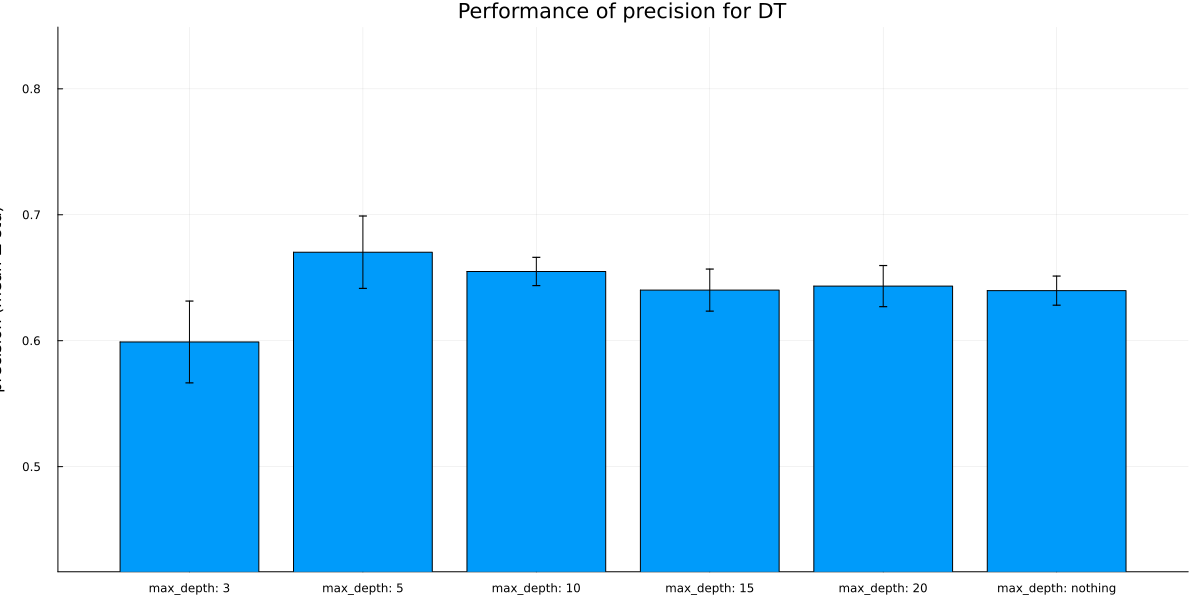 Performance of precision for DT
0.8
0.7
0.6
0.5
max_depth: 3
max_depth: 5
max_depth: 10
max_depth: 15
max_depth: 20
max_depth: nothing